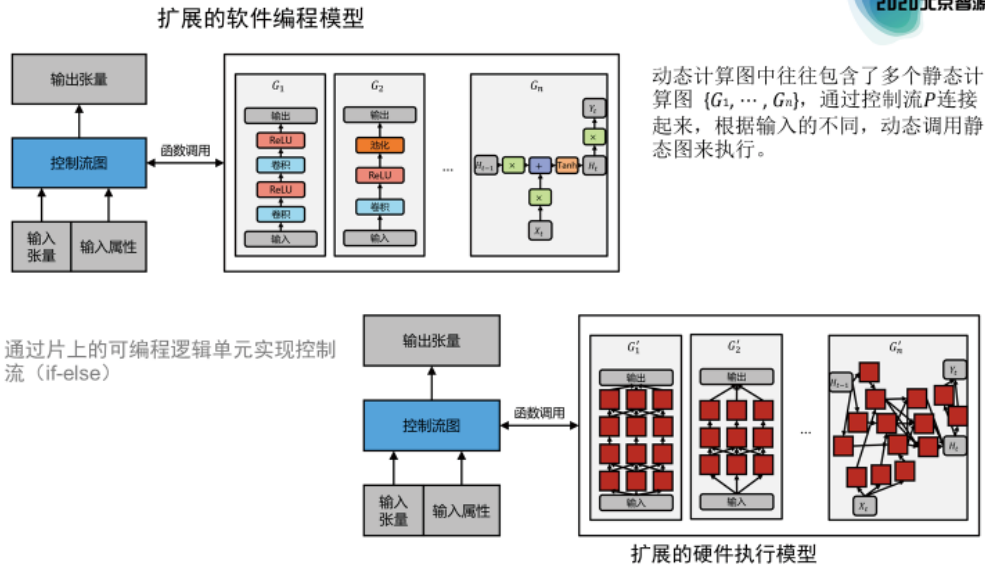 2020北京智源
扩展的软件编程模型
输出张量
控制流图
输入张量
输入属性
函数调用
G₁
输出
ReLU
卷积
ReLU
卷积
输入
G₂
输出
池化
ReLU
卷积
输入
...
Gₙ
Yₜ
×
Hₜ₋₁
×
+
Tanh
Hₜ
×
Xₜ
动态计算图中往往包含了多个静态计
算图 {G₁, ⋯ , Gₙ}，通过控制流P连接
起来，根据输入的不同，动态调用静
态图来执行。
通过片上的可编程逻辑单元实现控制
流（if-else）
输出张量
控制流图
输入
张量
输入属性
函数调用
G₁′
输出
输入
G₂′
输出
输入
...
Gₙ′
Hₜ₋₁
Yₜ
Hₜ
Xₜ
扩展的硬件执行模型